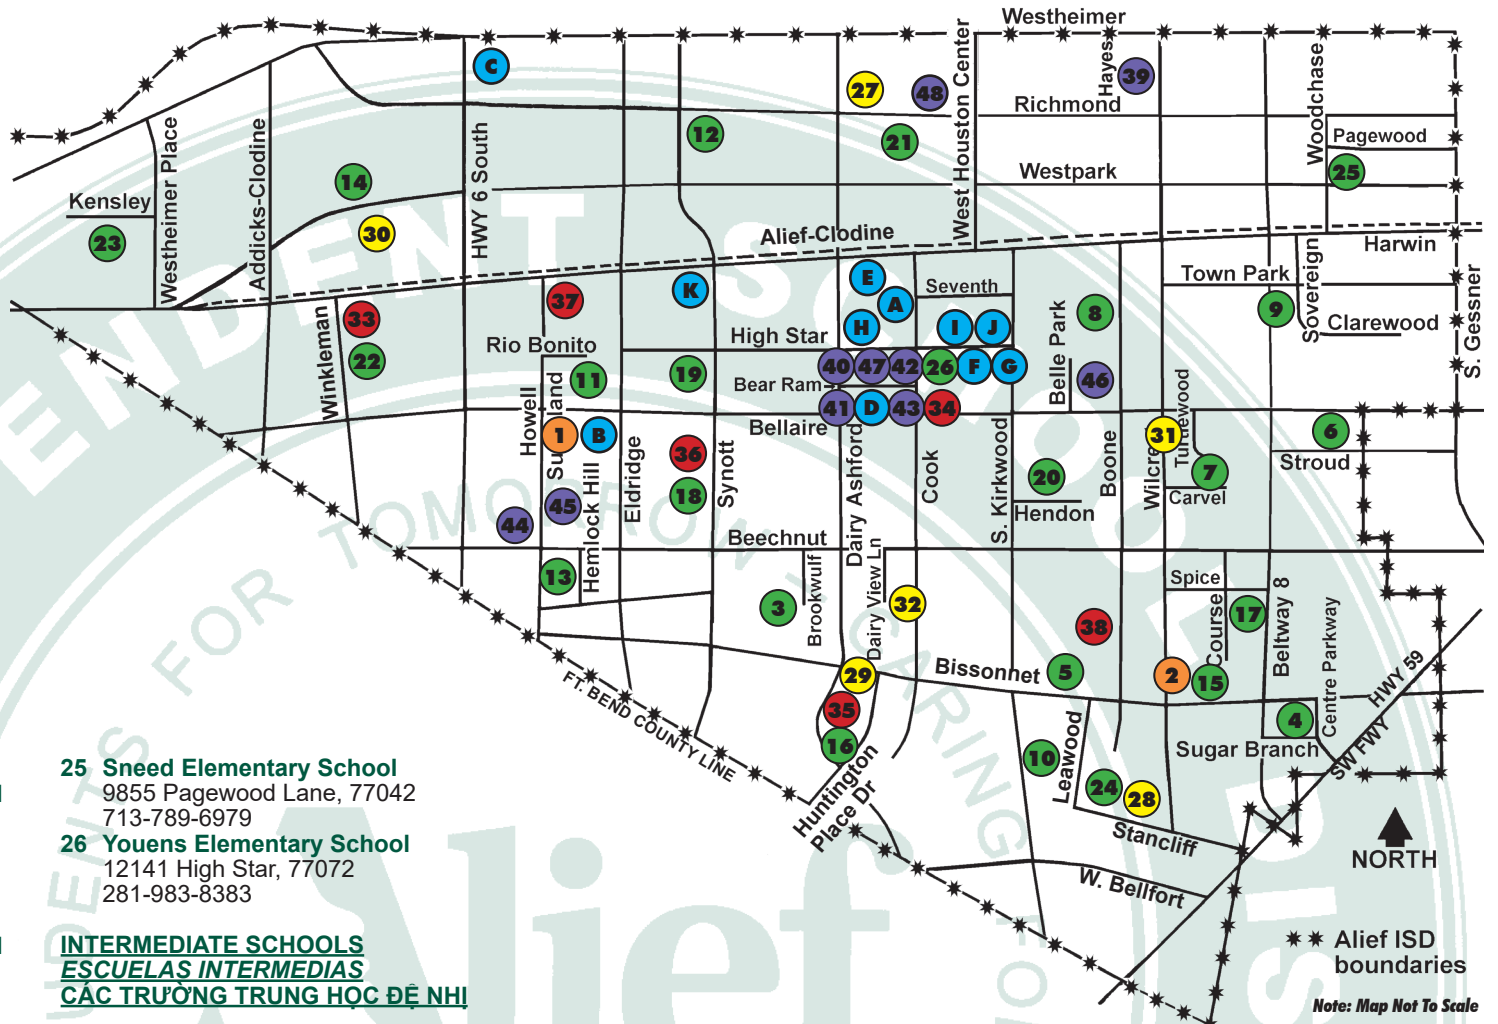 Westheimer
West Houston Center
Hayes
Woodchase
C
27
48
39
Richmond
Pagewood
12
21
Westpark
25
14
Kensley
Westheimer Place
Addicks-Clodine
HWY 6 South
23
30
Alief-Clodine
Harwin
Town Park
Sovereign
S. Gessner
E
K
A
Seventh
37
33
Winkleman
H
I
J
8
9
Clarewood
High Star
Belle Park
Rio Bonito
22
11
19
40
47
42
26
F
G
46
Bear Ram
41
D
43
34
Bellaire
Howell
Turtlewood
1
B
36
31
6
Stroud
Synott
Eldridge
Dairy Ashford
Cook
S. Kirkwood
Boone
20
7
Carvel
Hendon
18
45
44
Hemlock Hill
Beechnut
13
3
Brookwulf
Dairy View Ln
32
Spice
Course
17
Beltway 8
Centre Parkway
38
Bissonnet
5
2
15
29
35
16
4
HWY 59
SW FWY
Sugar Branch
FT. BEND COUNTY LINE
Huntington
Place Dr
10
Leawood
24
28
Stancliff
W. Bellfort
NORTH
25 Sneed Elementary School
9855 Pagewood Lane, 77042
713-789-6979
26 Youens Elementary School
12141 High Star, 77072
281-983-8383
INTERMEDIATE SCHOOLS
ESCUELAS INTERMEDIAS
CÁC TRƯỜNG TRUNG HỌC ĐỆ NHỊ
Alief ISD
boundaries
Note: Map Not To Scale
Alief
FOR TOMORROW
CARING FO